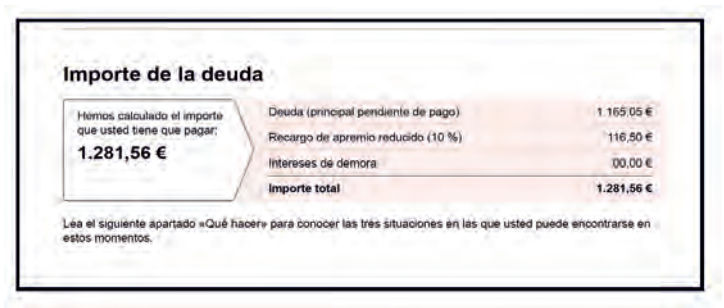 Importe de la deuda
Hemos calculado el importe
que usted tiene que pagar:
1.281,56 €
Deuda (principal pendiente de pago) 1.165,05 €
Recargo de apremio reducido (10 %) 116,50 €
Intereses de demora 00,00 €
Importe total 1.281,56 €
Lea el siguiente apartado «Qué hacer» para conocer las tres situaciones en las que usted puede encontrarse en
estos momentos.